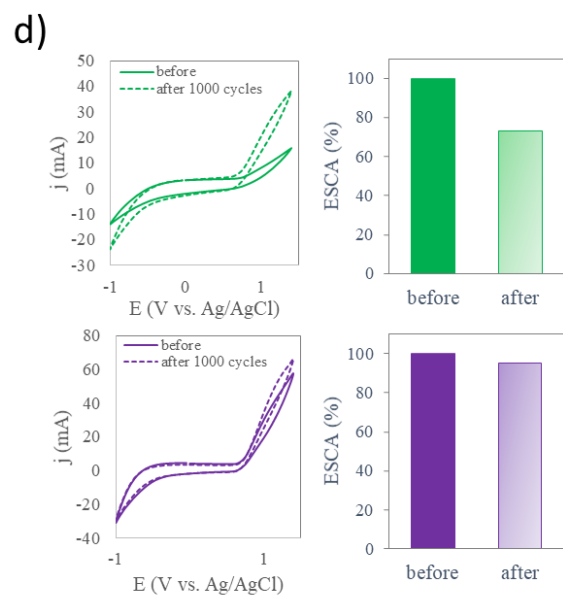 d)
before
after 1000 cycles
50
40
30
20
10
0
-10
-20
-30
j (mA)
-1
0
1
E (V vs. Ag/AgCl)
ESCA (%)
100
80
60
40
20
0
before
after
before
after 1000 cycles
80
60
40
20
0
-20
-40
j (mA)
-1
1
E (V vs. Ag/AgCl)
ESCA (%)
100
80
60
40
20
0
before
after